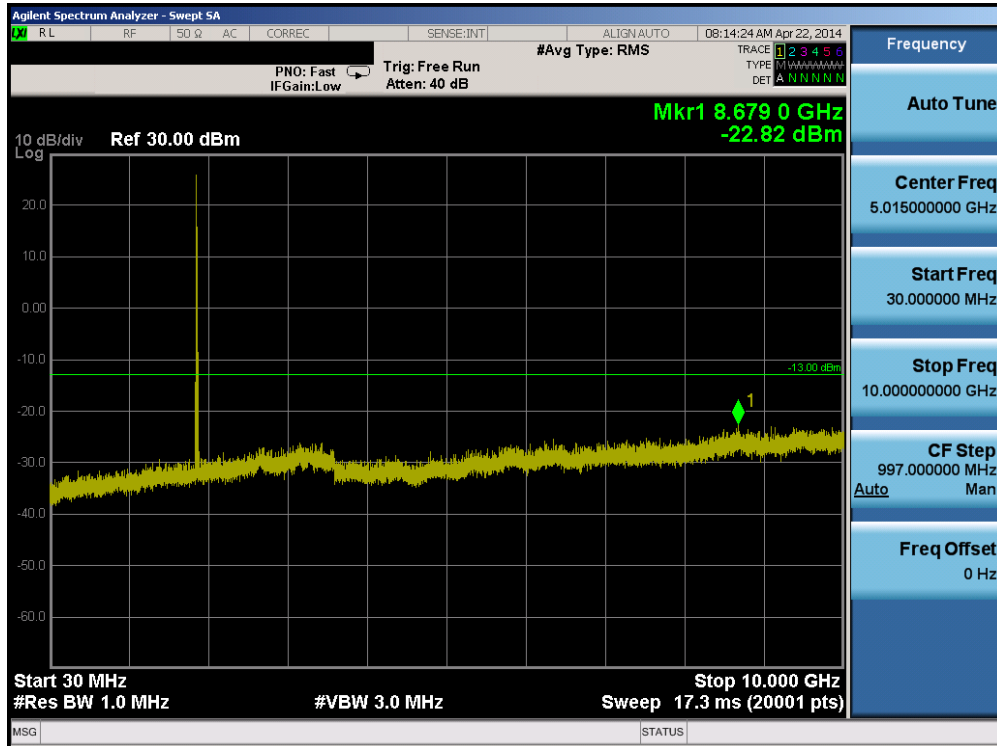 Agilent Spectrum Analyzer - Swept SA
LXI RL RF 50 Ω AC CORREC SENSE:INT ALIGN AUTO 08:14:24 AM Apr 22, 2014
#Avg Type: RMS TRACE 1 2 3 4 5 6
PNO: Fast Trig: Free Run TYPE M WWWWW
IFGain:Low Atten: 40 dB DET A N N N N N
Mkr1 8.679 0 GHz
10 dB/div Ref 30.00 dBm -22.82 dBm
Log
20.0
10.0
0.00
-10.0
-13.00 dBm
1
-20.0
-30.0
-40.0
-50.0
-60.0
Start 30 MHz Stop 10.000 GHz
#Res BW 1.0 MHz #VBW 3.0 MHz Sweep 17.3 ms (20001 pts)
MSG STATUS
Frequency
Auto Tune
Center Freq
5.015000000 GHz
Start Freq
30.000000 MHz
Stop Freq
10.000000000 GHz
CF Step
997.000000 MHz
Auto Man
Freq Offset
0 Hz